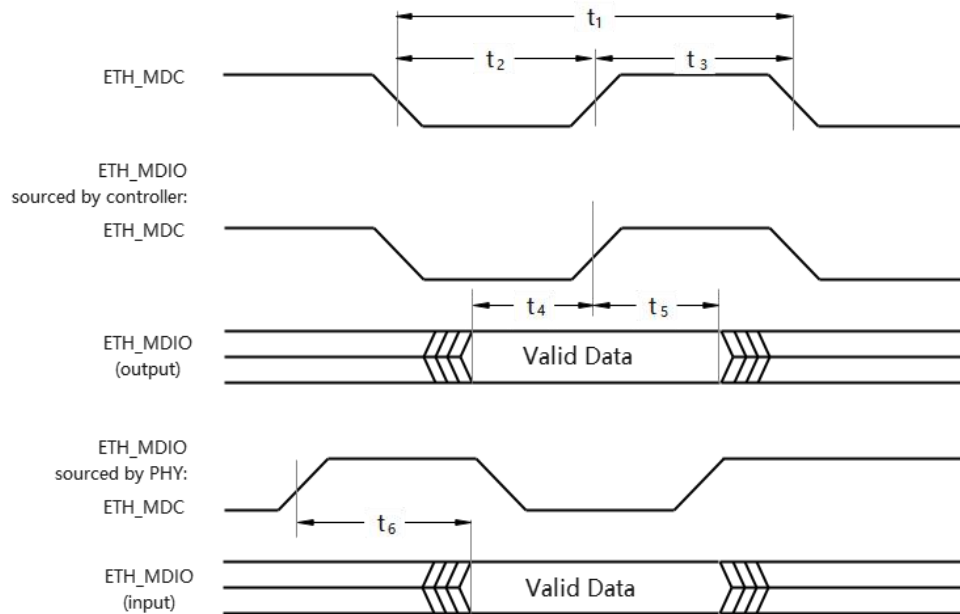 t₁
t₂
t₃
ETH_MDC
ETH_MDIO
sourced by controller:
ETH_MDC
t₄
t₅
ETH_MDIO
(output)
Valid Data
ETH_MDIO
sourced by PHY:
ETH_MDC
t₆
ETH_MDIO
(input)
Valid Data